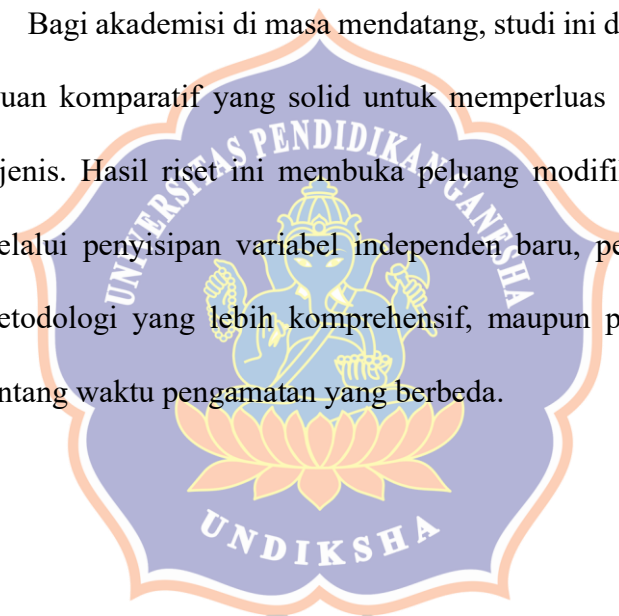 Bagi akademisi di masa mendatang, studi ini d
uan komparatif yang solid untuk memperluas
jenis. Hasil riset ini membuka peluang modifi
elalui penyisipan variabel independen baru, pe
etodologi yang lebih komprehensif, maupun p
ntang waktu pengamatan yang berbeda.
UNIVERSITAS PENDIDIKAN GANESHA
UNDIKSHA